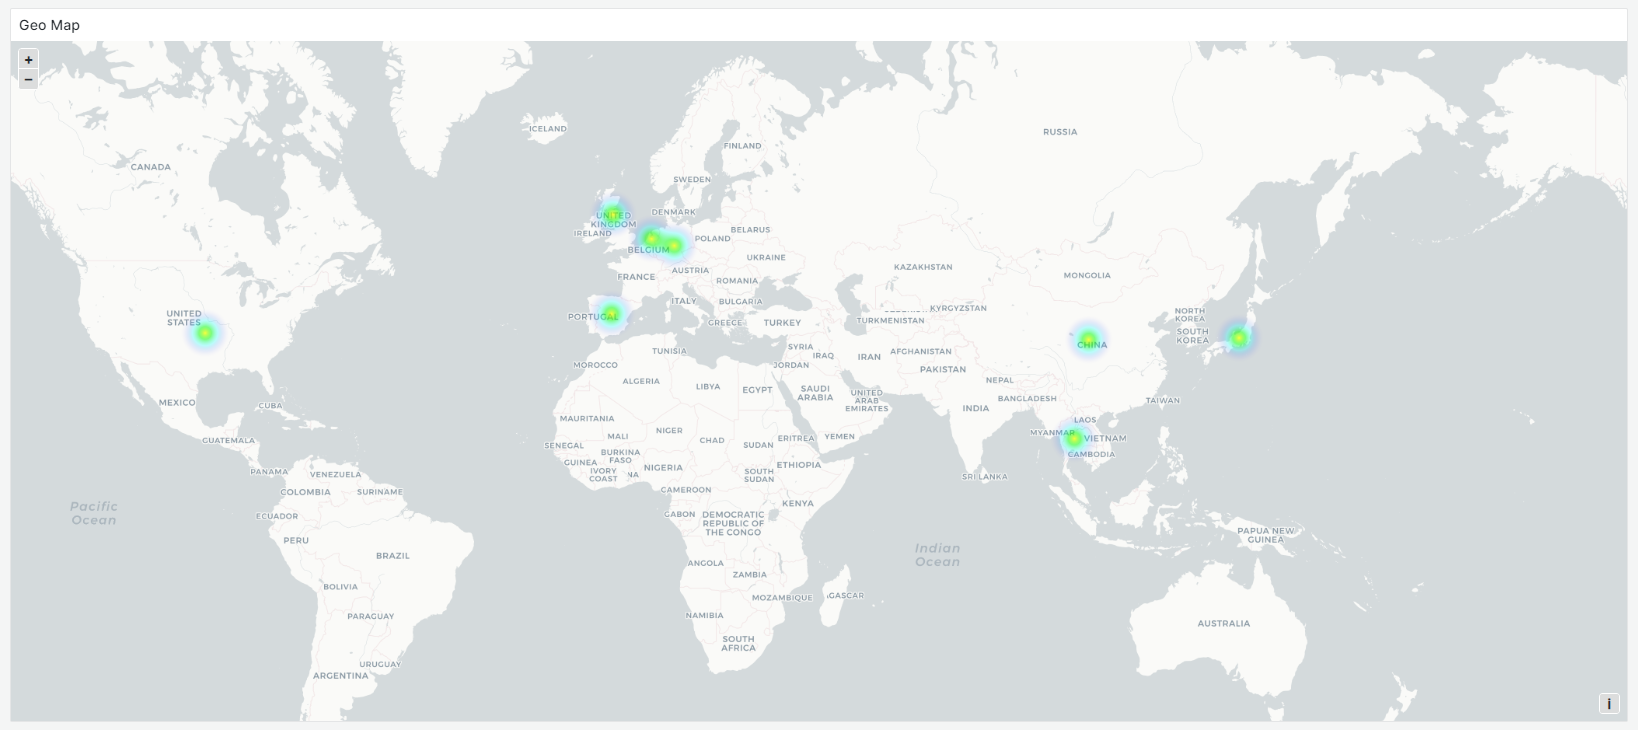 Geo Map
+
−
ICELAND
RUSSIA
FINLAND
CANADA
SWEDEN
UNITED
KINGDOM
DENMARK
IRELAND
BELARUS
POLAND
BELGIUM
UKRAINE
AUSTRIA
FRANCE
ROMANIA
KAZAKHSTAN
MONGOLIA
ITALY
BULGARIA
KYRGYZSTAN
UNITED
STATES
PORTUGAL
GREECE
TURKEY
TURKMENISTAN
NORTH
KOREA
SOUTH
KOREA
CHINA
TUNISIA
SYRIA
IRAQ
IRAN
AFGHANISTAN
MOROCCO
JORDAN
PAKISTAN
ALGERIA
LIBYA
EGYPT
SAUDI
ARABIA
UNITED
ARAB
EMIRATES
NEPAL
BANGLADESH
INDIA
TAIWAN
MEXICO
CUBA
MAURITANIA
LAOS
MYANMAR
VIETNAM
CAMBODIA
GUATEMALA
MALI
NIGER
CHAD
SUDAN
ERITREA
YEMEN
SENEGAL
BURKINA
FASO
GUINEA
IVORY
COAST
NA
NIGERIA
SOUTH
SUDAN
ETHIOPIA
SRI LANKA
PANAMA
VENEZUELA
COLOMBIA
SURINAME
CAMEROON
KENYA
Pacific
Ocean
ECUADOR
GABON
DEMOCRATIC
REPUBLIC OF
THE CONGO
PERU
BRAZIL
PAPUA NEW
GUINEA
Indian
Ocean
ANGOLA
ZAMBIA
BOLIVIA
MOZAMBIQUE
GASCAR
PARAGUAY
NAMIBIA
AUSTRALIA
SOUTH
AFRICA
URUGUAY
ARGENTINA
i